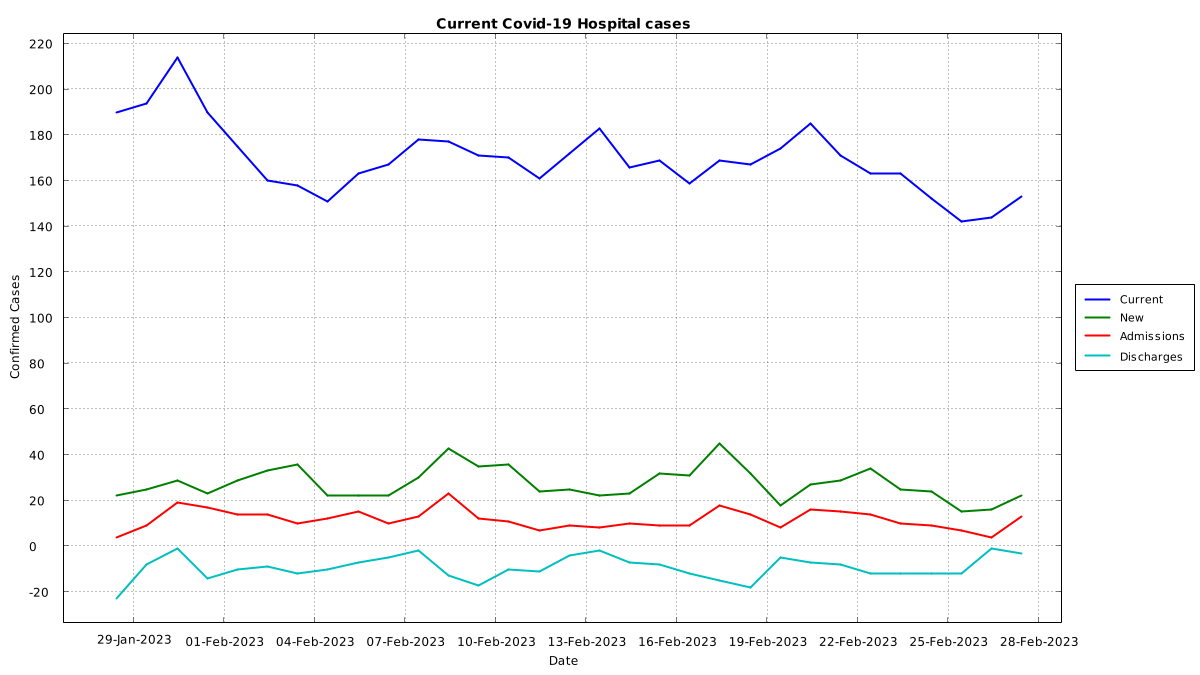 Current Covid-19 Hospital cases
220
200
180
160
140
120
100
80
60
40
20
0
-20
Confirmed Cases
29-Jan-2023 01-Feb-2023 04-Feb-2023 07-Feb-2023 10-Feb-2023 13-Feb-2023 16-Feb-2023 19-Feb-2023 22-Feb-2023 25-Feb-2023 28-Feb-2023
Date
Current
New
Admissions
Discharges